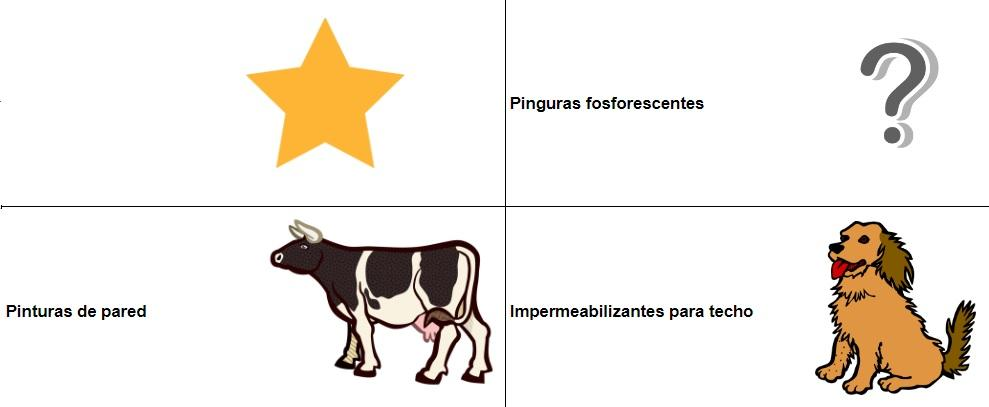 Pinguras fosforescentes
Pinturas de pared
Impermeabilizantes para techo